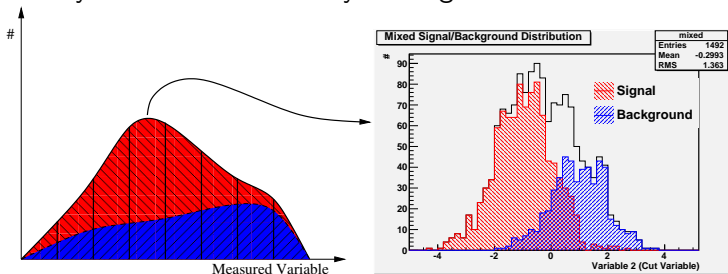 #
Measured Variable
Mixed Signal/Background Distribution
mixed
Entries 1492
Mean -0.2993
RMS 1.363
#
90
80
70
60
50
40
30
20
10
0
Signal
Background
-4 -2 0 2 4
Variable 2 (Cut Variable)